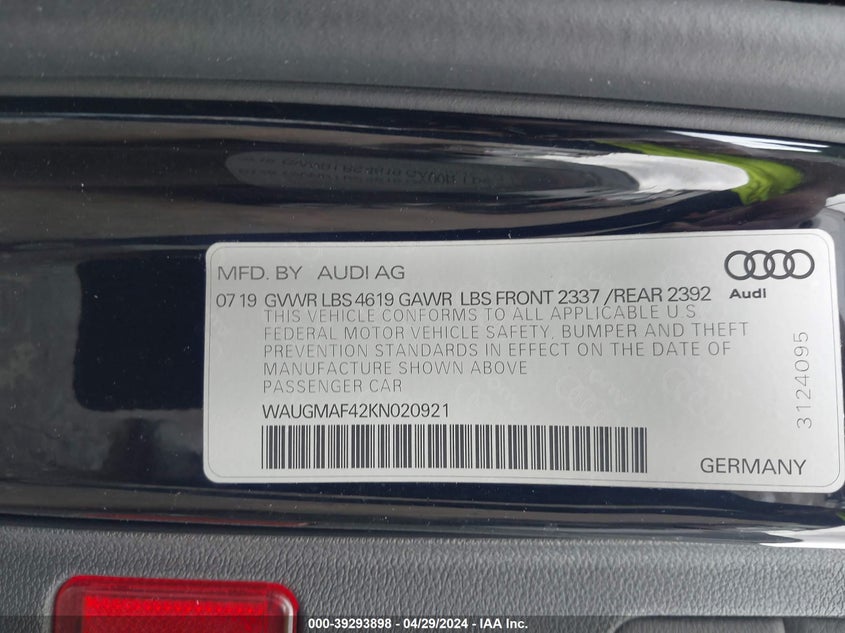 MFD. BY AUDI AG
Audi
07 19 GVWR LBS 4619 GAWR LBS FRONT 2337 /REAR 2392
THIS VEHICLE CONFORMS TO ALL APPLICABLE U.S.
FEDERAL MOTOR VEHICLE SAFETY, BUMPER AND THEFT
PREVENTION STANDARDS IN EFFECT ON THE DATE OF
MANUFACTURE SHOWN ABOVE
PASSENGER CAR
WAUGMAF42KN020921
3124095
GERMANY
000-39293898 - 04/29/2024 - IAA Inc.